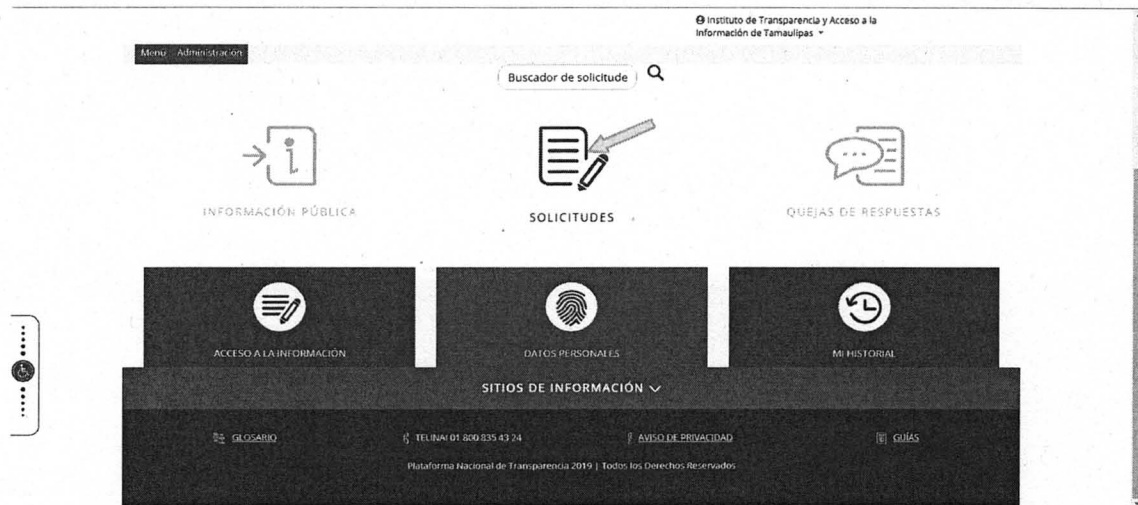 Instituto de Transparencia y Acceso a la
Información de Tamaulipas
Menú - Administración
Buscador de solicitude
INFORMACIÓN PÚBLICA
SOLICITUDES
QUEJAS DE RESPUESTAS
ACCESO A LA INFORMACIÓN
DATOS PERSONALES
MI HISTORIAL
SITIOS DE INFORMACIÓN
GLOSARIO
TELINAI 01 800 835 43 24
AVISO DE PRIVACIDAD
GUÍAS
Plataforma Nacional de Transparencia 2019 | Todos los Derechos Reservados